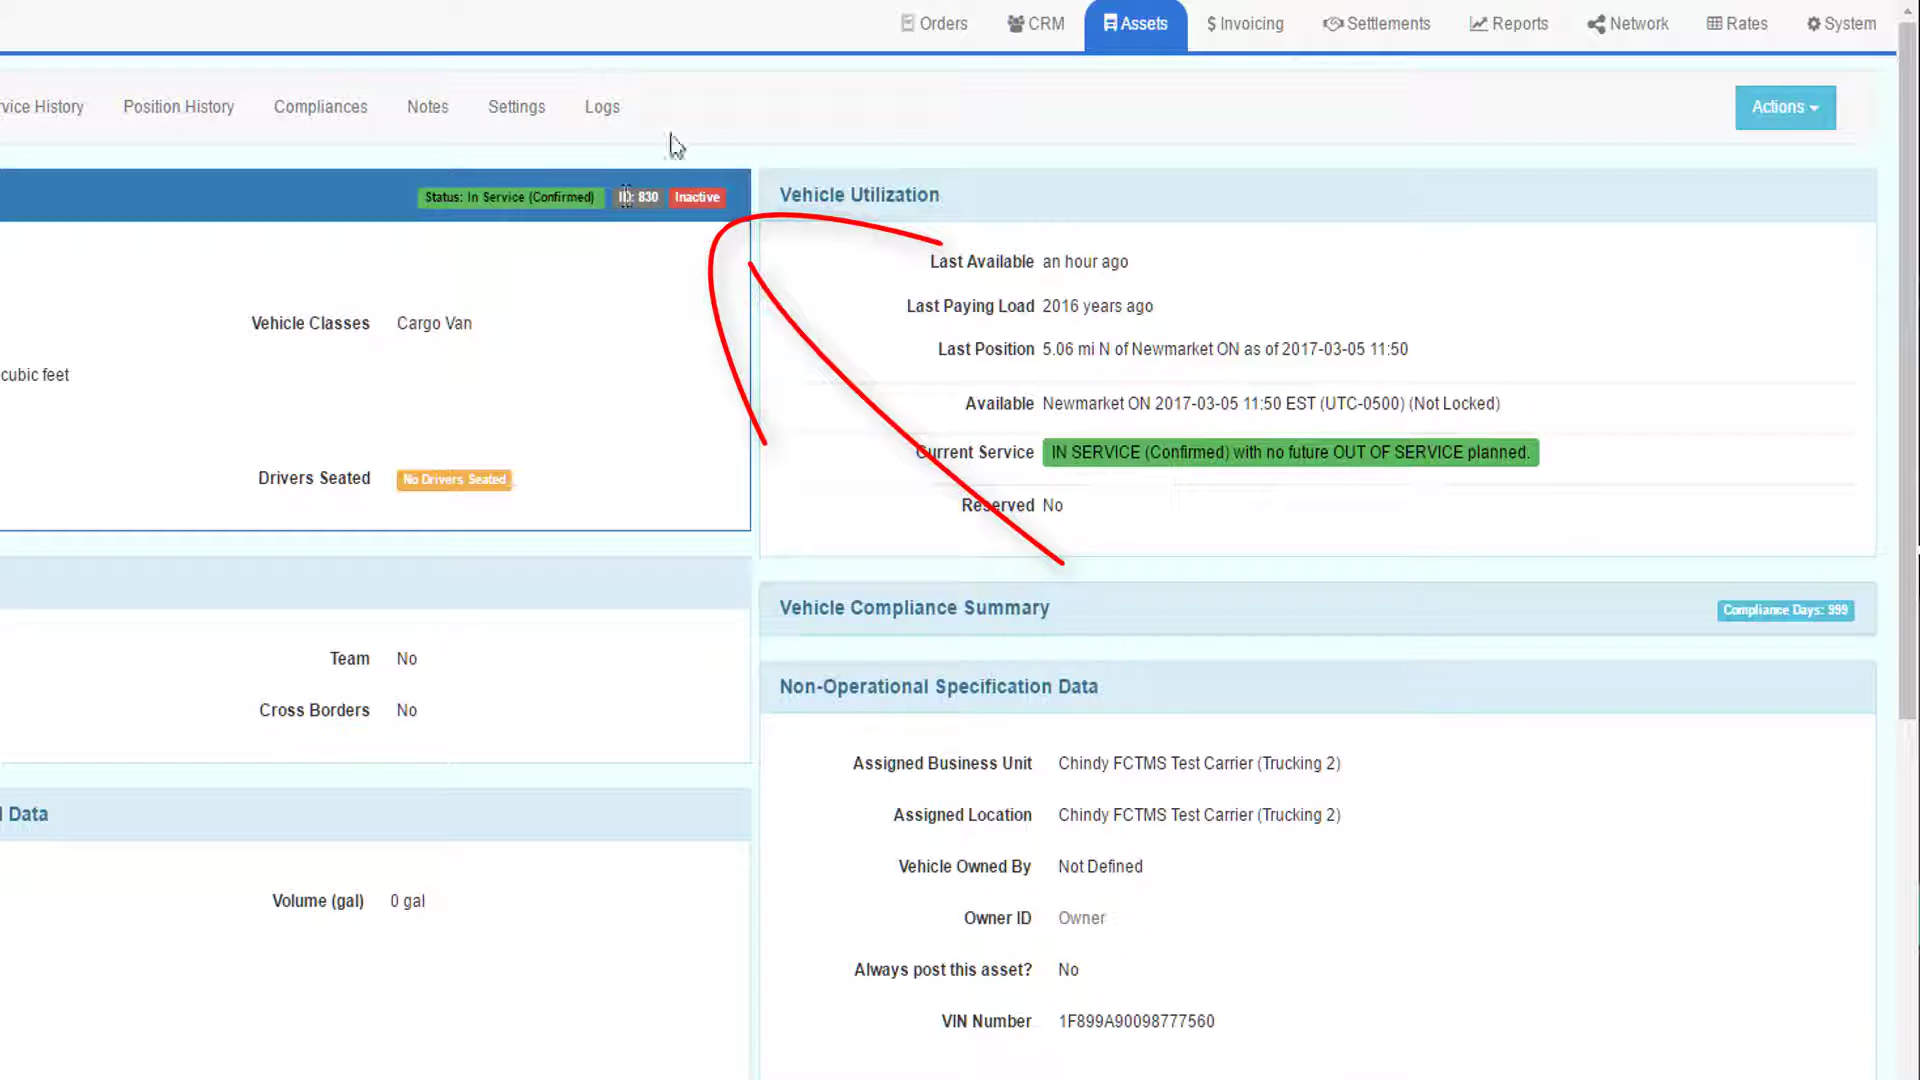 Orders CRM Assets $ Invoicing Settlements Reports Network Rates System
rvice History Position History Compliances Notes Settings Logs Actions
Status: In Service (Confirmed) ID: 830 Inactive
Vehicle Classes Cargo Van
cubic feet
Drivers Seated No Drivers Seated
Team No
Cross Borders No
l Data
Volume (gal) 0 gal
Vehicle Utilization
Last Available an hour ago
Last Paying Load 2016 years ago
Last Position 5.06 mi N of Newmarket ON as of 2017-03-05 11:50
Available Newmarket ON 2017-03-05 11:50 EST (UTC-0500) (Not Locked)
Current Service IN SERVICE (Confirmed) with no future OUT OF SERVICE planned.
Reserved No
Vehicle Compliance Summary Compliance Days: 999
Non-Operational Specification Data
Assigned Business Unit Chindy FCTMS Test Carrier (Trucking 2)
Assigned Location Chindy FCTMS Test Carrier (Trucking 2)
Vehicle Owned By Not Defined
Owner ID Owner
Always post this asset? No
VIN Number 1F899A90098777560